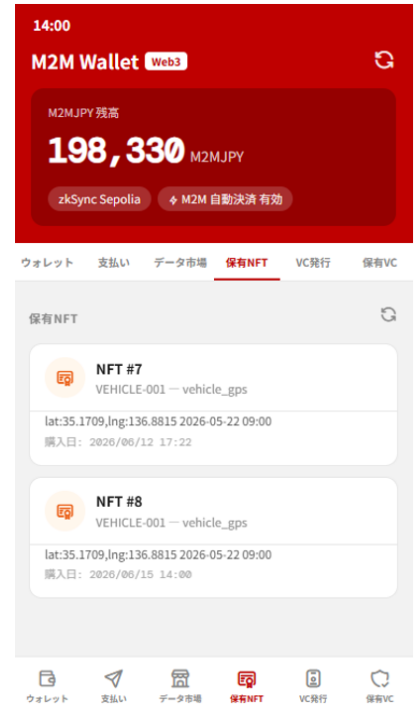 14:00
M2M Wallet Web3
M2MJPY 残高
198,330 M2MJPY
zkSync Sepolia M2M 自動決済 有効
ウォレット 支払い データ市場 保有NFT VC発行 保有VC
保有NFT
NFT #7
VEHICLE-001 — vehicle_gps
lat:35.1709,lng:136.8815 2026-05-22 09:00
購入日: 2026/06/12 17:22
NFT #8
VEHICLE-001 — vehicle_gps
lat:35.1709,lng:136.8815 2026-05-22 09:00
購入日: 2026/06/15 14:00
ウォレット 支払い データ市場 保有NFT VC発行 保有VC